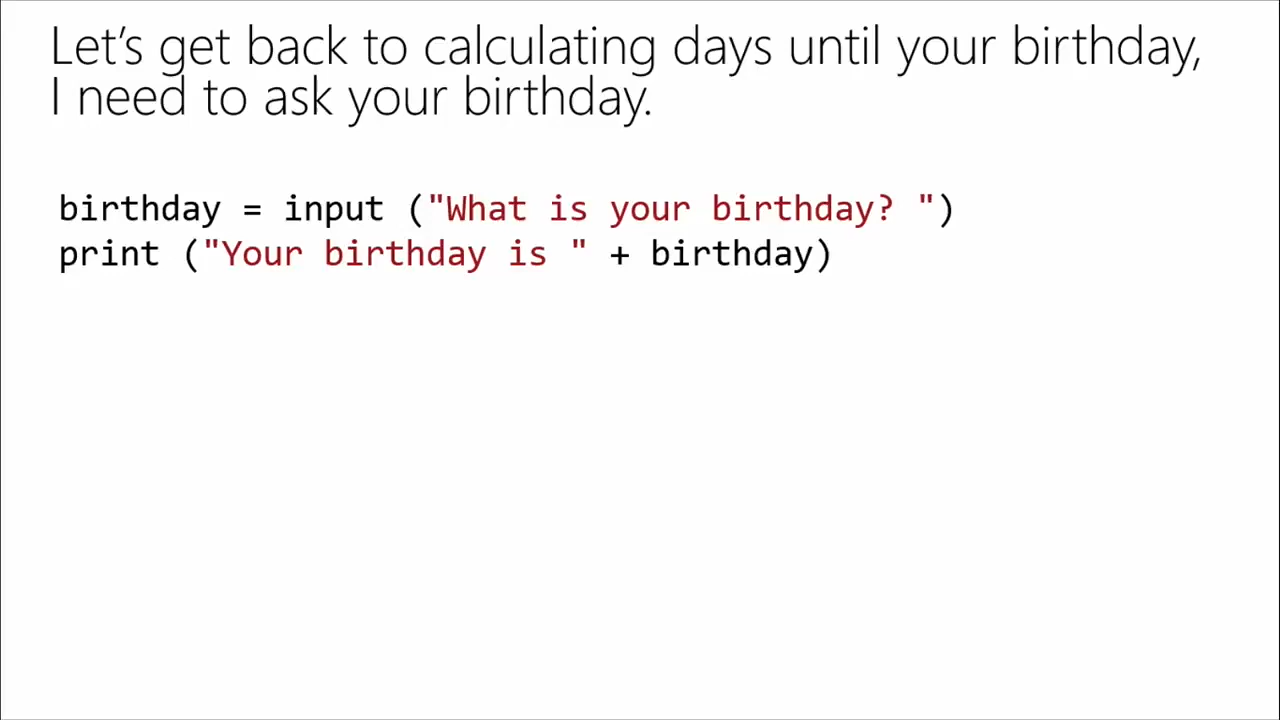 Let’s get back to calculating days until your birthday,
I need to ask your birthday.
birthday = input ("What is your birthday? ")
print ("Your birthday is " + birthday)